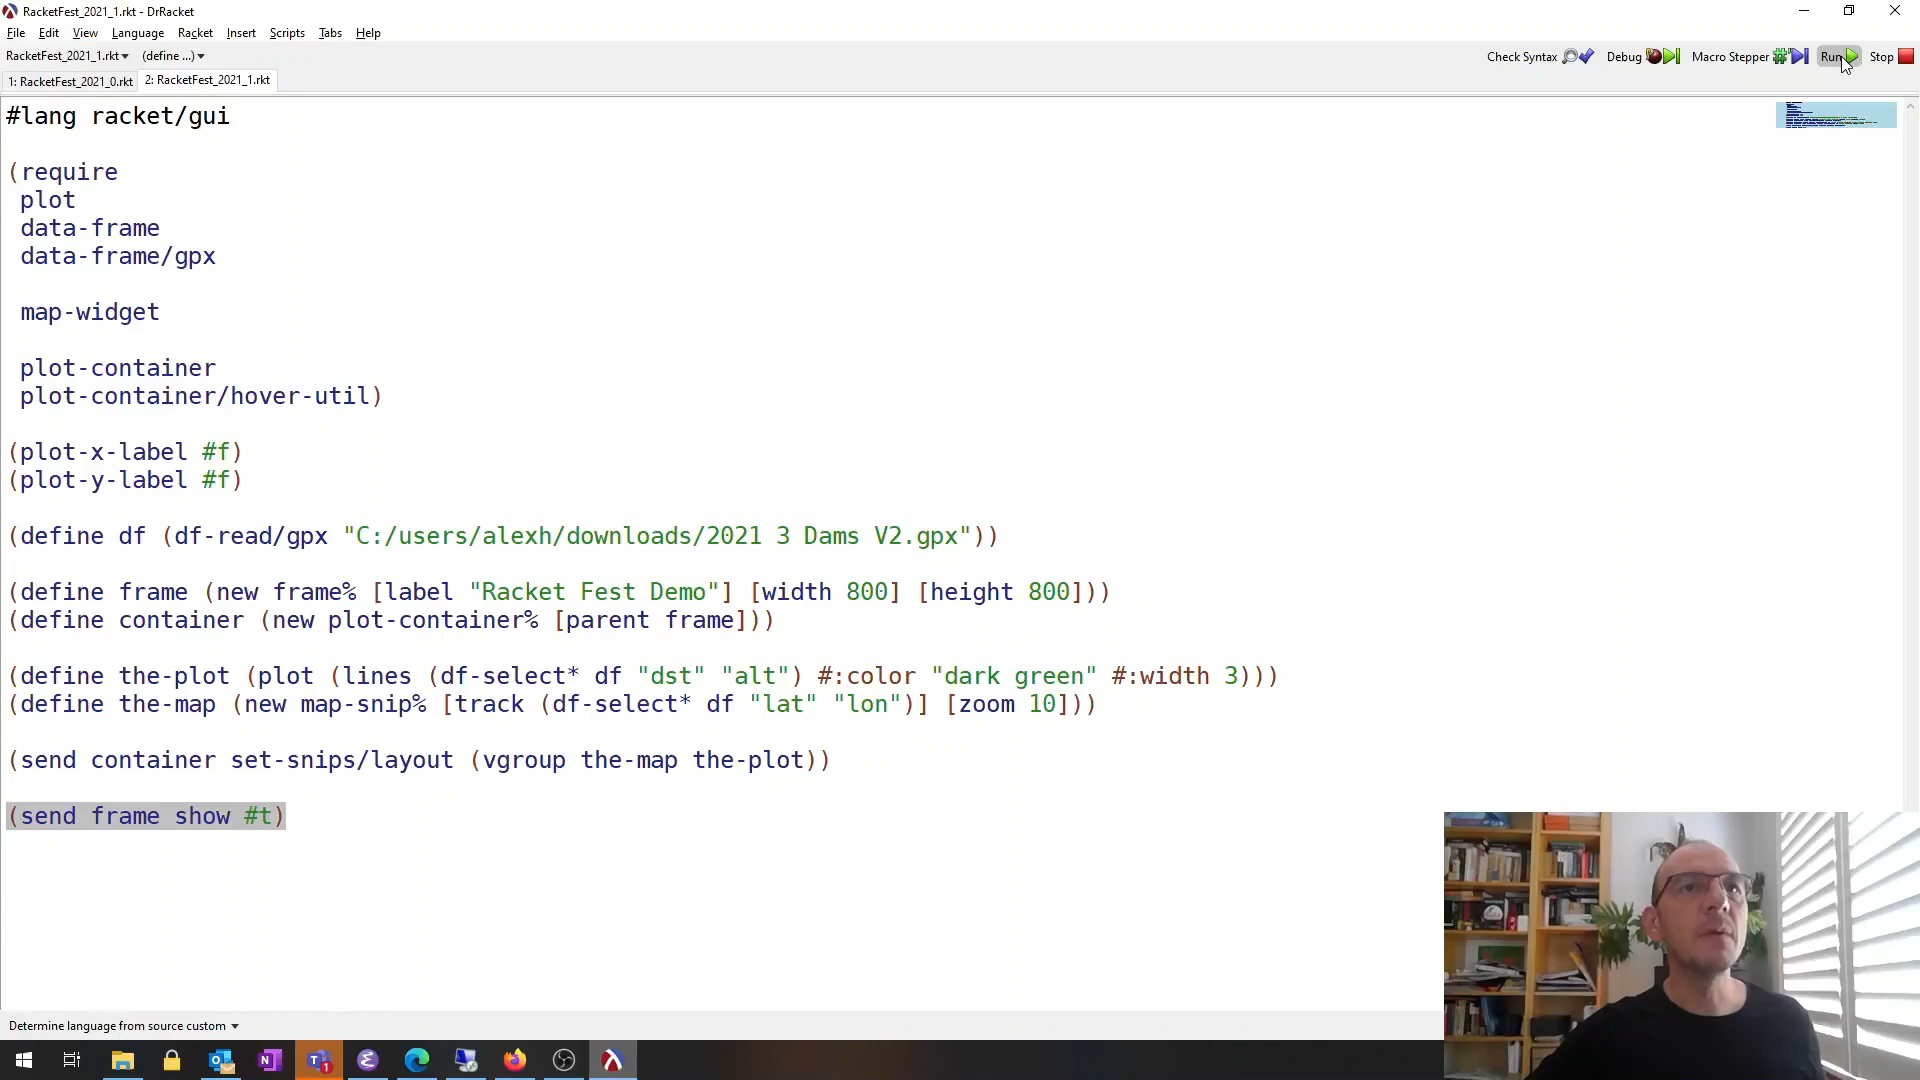 RacketFest_2021_1.rkt - DrRacket
File Edit View Language Racket Insert Scripts Tabs Help
RacketFest_2021_1.rkt (define ...) Check Syntax Debug Macro Stepper Run Stop
1: RacketFest_2021_0.rkt 2: RacketFest_2021_1.rkt
#lang racket/gui
(require
plot
data-frame
data-frame/gpx
map-widget
plot-container
plot-container/hover-util)
(plot-x-label #f)
(plot-y-label #f)
(define df (df-read/gpx "C:/users/alexh/downloads/2021 3 Dams V2.gpx"))
(define frame (new frame% [label "Racket Fest Demo"] [width 800] [height 800]))
(define container (new plot-container% [parent frame]))
(define the-plot (plot (lines (df-select* df "dst" "alt") #:color "dark green" #:width 3)))
(define the-map (new map-snip% [track (df-select* df "lat" "lon")] [zoom 10]))
(send container set-snips/layout (vgroup the-map the-plot))
(send frame show #t)
Determine language from source custom